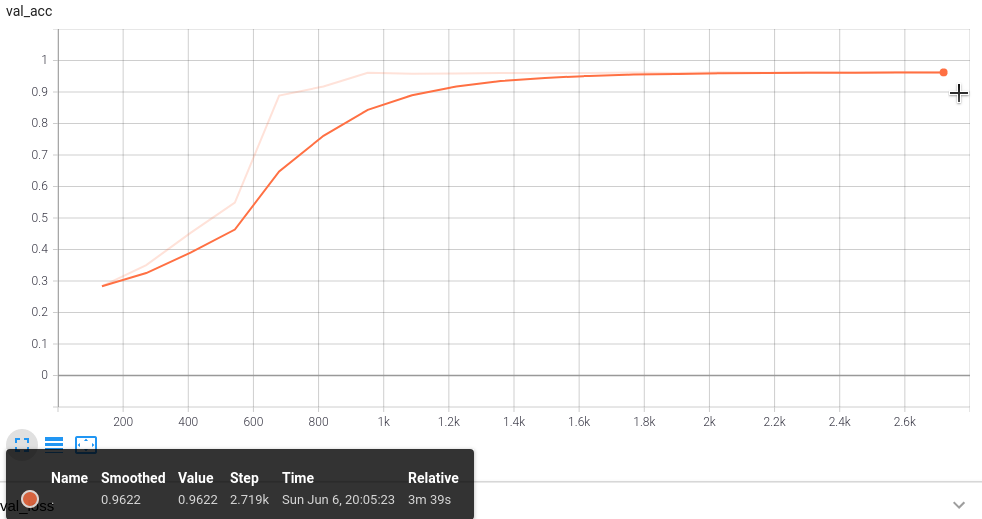 val_acc
1
0.9
0.8
0.7
0.6
0.5
0.4
0.3
0.2
0.1
0
200 400 600 800 1k 1.2k 1.4k 1.6k 1.8k 2k 2.2k 2.4k 2.6k
Name Smoothed Value Step Time Relative
0.9622 0.9622 2.719k Sun Jun 6, 20:05:23 3m 39s
val_loss